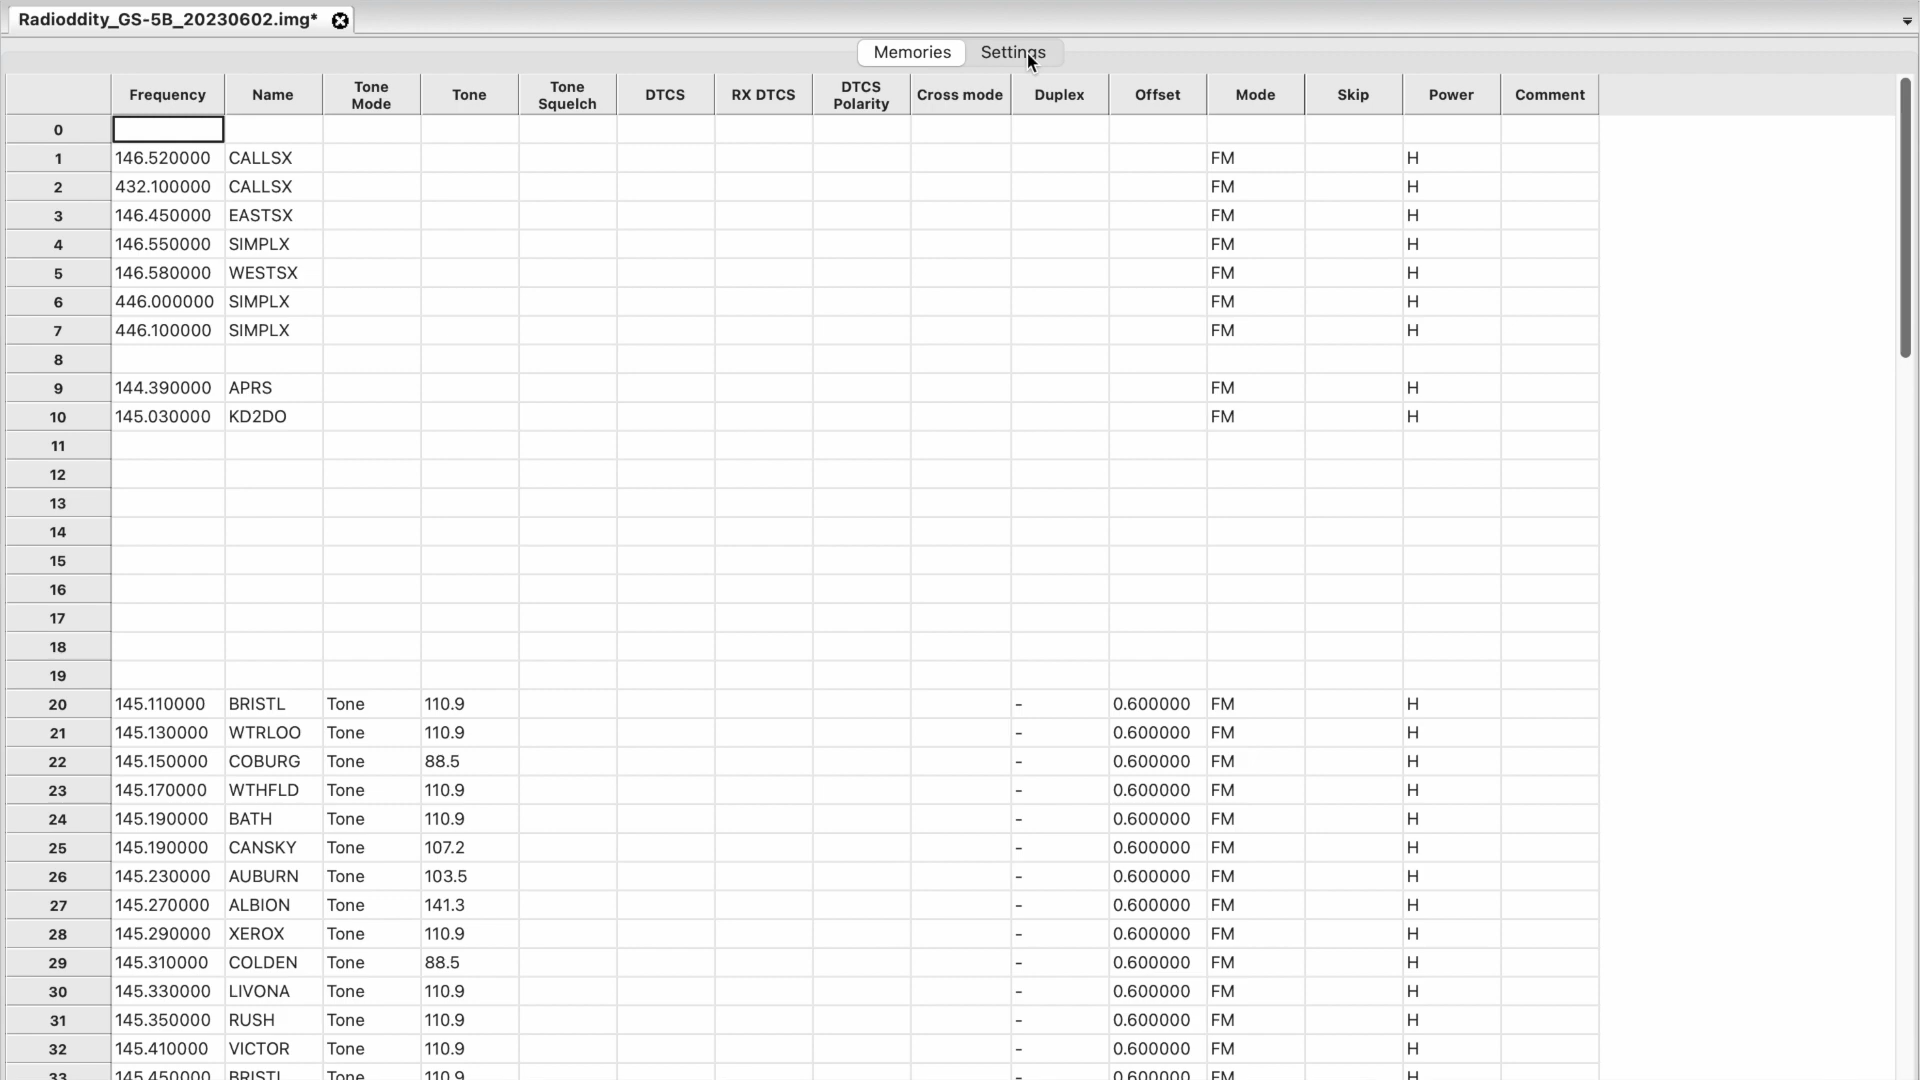 Radioddity_GS-5B_20230602.img*
Memories Settings
Frequency Name Tone Mode Tone Tone Squelch DTCS RX DTCS DTCS Polarity Cross mode Duplex Offset Mode Skip Power Comment
0
1 146.520000 CALLSX FM H
2 432.100000 CALLSX FM H
3 146.450000 EASTSX FM H
4 146.550000 SIMPLX FM H
5 146.580000 WESTSX FM H
6 446.000000 SIMPLX FM H
7 446.100000 SIMPLX FM H
8
9 144.390000 APRS FM H
10 145.030000 KD2DO FM H
11
12
13
14
15
16
17
18
19
20 145.110000 BRISTL Tone 110.9 - 0.600000 FM H
21 145.130000 WTRLOO Tone 110.9 - 0.600000 FM H
22 145.150000 COBURG Tone 88.5 - 0.600000 FM H
23 145.170000 WTHFLD Tone 110.9 - 0.600000 FM H
24 145.190000 BATH Tone 110.9 - 0.600000 FM H
25 145.190000 CANSKY Tone 107.2 - 0.600000 FM H
26 145.230000 AUBURN Tone 103.5 - 0.600000 FM H
27 145.270000 ALBION Tone 141.3 - 0.600000 FM H
28 145.290000 XEROX Tone 110.9 - 0.600000 FM H
29 145.310000 COLDEN Tone 88.5 - 0.600000 FM H
30 145.330000 LIVONA Tone 110.9 - 0.600000 FM H
31 145.350000 RUSH Tone 110.9 - 0.600000 FM H
32 145.410000 VICTOR Tone 110.9 - 0.600000 FM H
33 145.450000 BRISTL Tone 110.9 - 0.600000 FM H